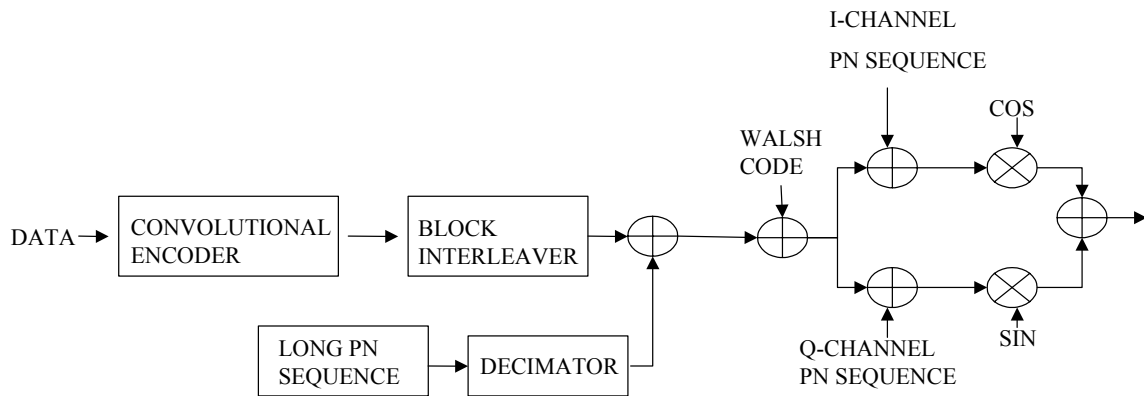 I-CHANNEL
PN SEQUENCE
COS
WALSH
CODE
DATA
CONVOLUTIONAL
ENCODER
BLOCK
INTERLEAVER
LONG PN
SEQUENCE
DECIMATOR
Q-CHANNEL
PN SEQUENCE
SIN